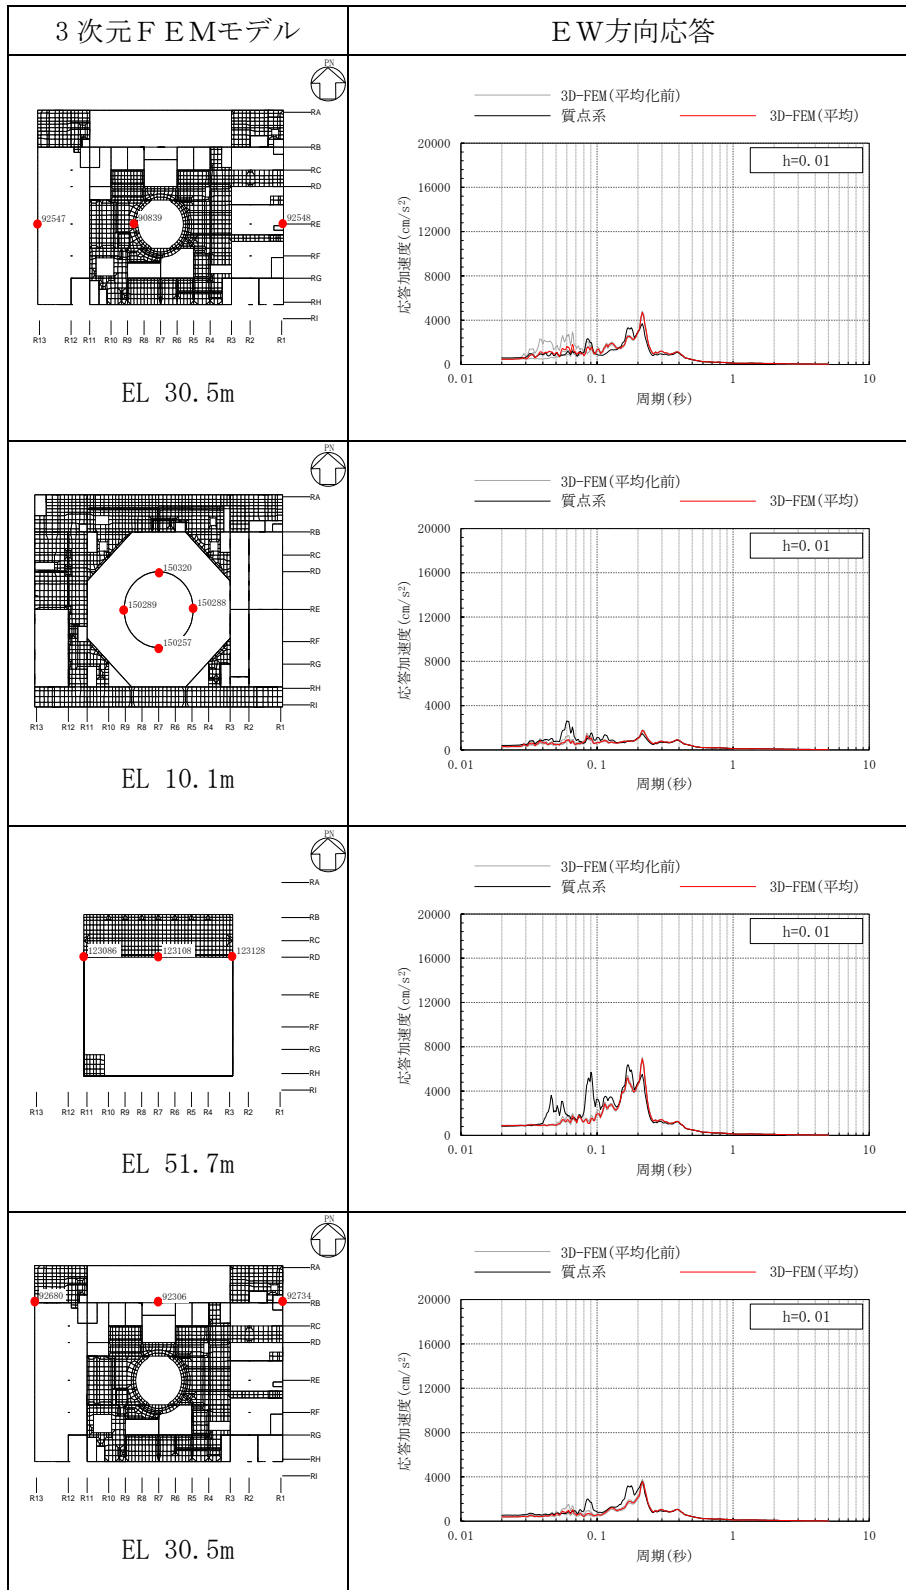 3次元FEMモデル
EW方向応答
PN
RA
RB
RC
RD
92547
90839
92548
RE
RF
RG
RH
RI
R13 R12 R11 R10 R9 R8 R7 R6 R5 R4 R3 R2 R1
EL 30.5m
3D-FEM(平均化前)
質点系
3D-FEM(平均)
h=0.01
20000
16000
12000
8000
4000
0
応答加速度(cm/s²)
0.01 0.1 1 10
周期(秒)
PN
RA
RB
RC
150320
RD
150289
150288
RE
RF
150257
RG
RH
RI
R13 R12 R11 R10 R9 R8 R7 R6 R5 R4 R3 R2 R1
EL 10.1m
3D-FEM(平均化前)
質点系
3D-FEM(平均)
h=0.01
20000
16000
12000
8000
4000
0
応答加速度(cm/s²)
0.01 0.1 1 10
周期(秒)
PN
RA
RB
RC
123086
123108
123128
RD
RE
RF
RG
RH
RI
R13 R12 R11 R10 R9 R8 R7 R6 R5 R4 R3 R2 R1
EL 51.7m
3D-FEM(平均化前)
質点系
3D-FEM(平均)
h=0.01
20000
16000
12000
8000
4000
0
応答加速度(cm/s²)
0.01 0.1 1 10
周期(秒)
PN
RA
92680
92306
92734
RB
RC
RD
RE
RF
RG
RH
RI
R13 R12 R11 R10 R9 R8 R7 R6 R5 R4 R3 R2 R1
EL 30.5m
3D-FEM(平均化前)
質点系
3D-FEM(平均)
h=0.01
20000
16000
12000
8000
4000
0
応答加速度(cm/s²)
0.01 0.1 1 10
周期(秒)